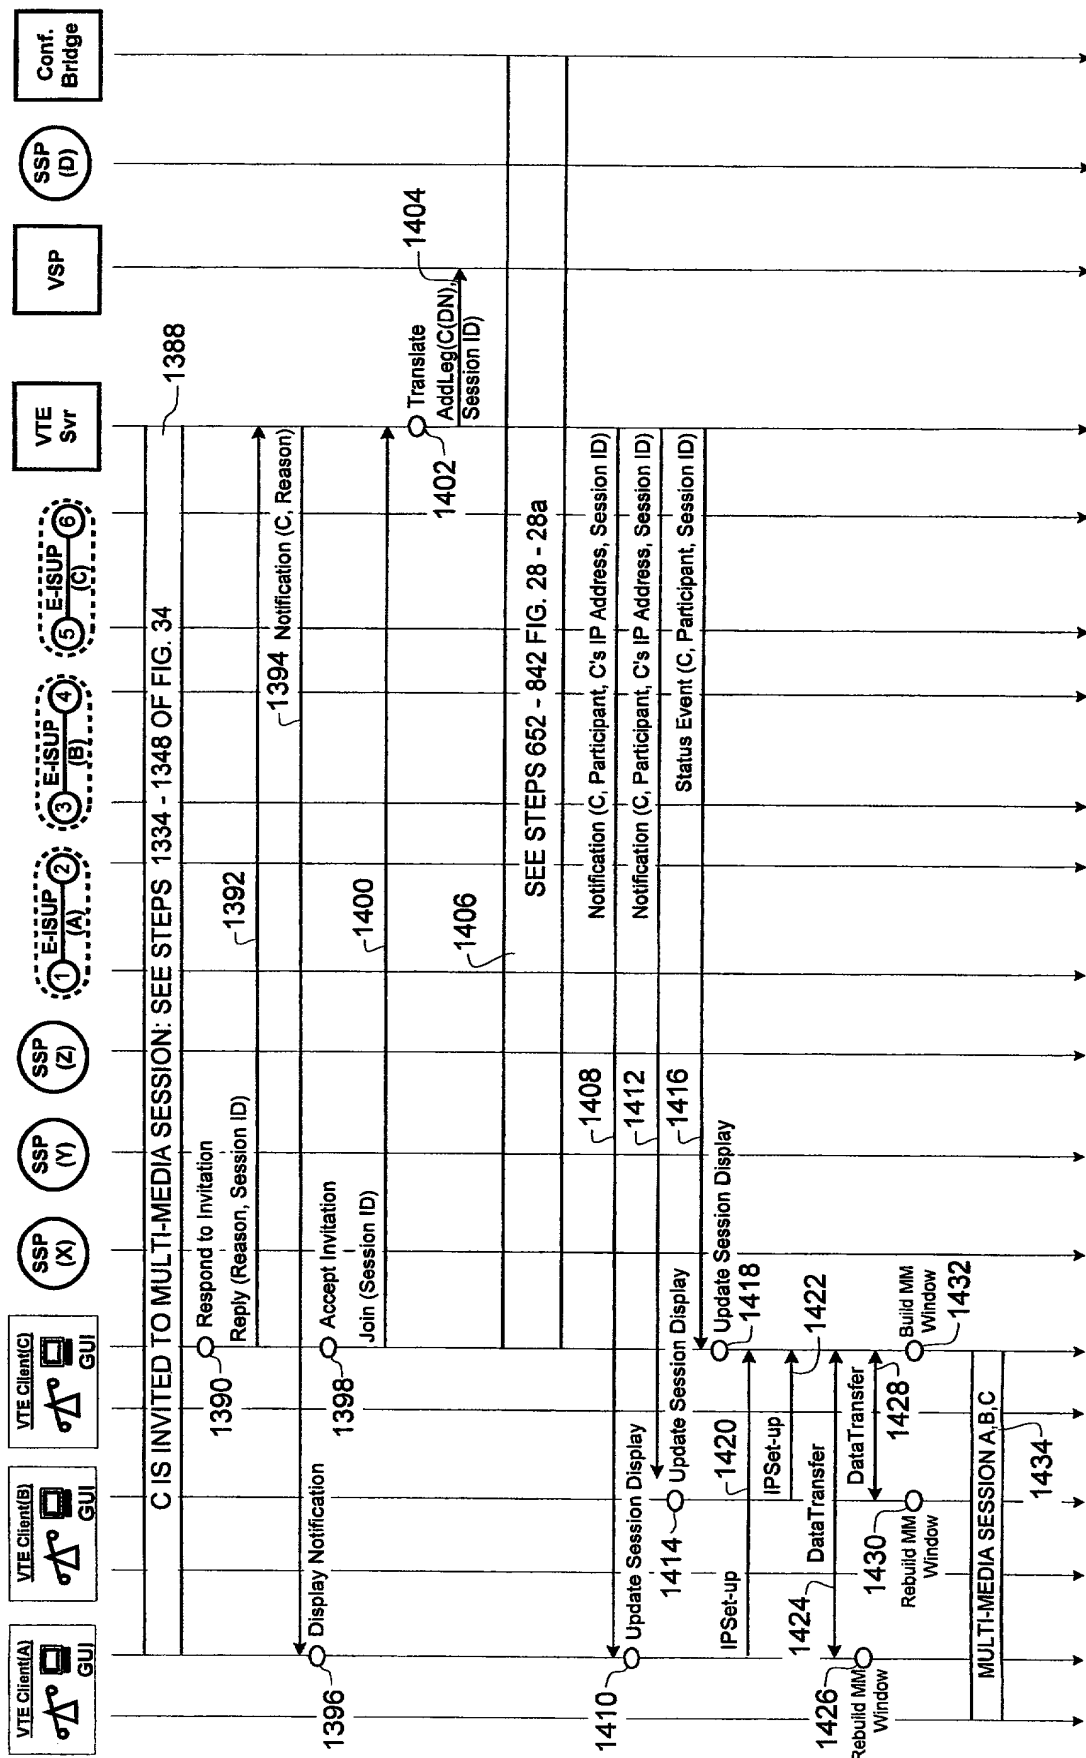 VTE Client(A)
GUI
VTE Client(B)
GUI
VTE Client(C)
GUI
SSP
(X)
SSP
(Y)
SSP
(Z)
1 E-ISUP 2
(A)
3 E-ISUP 4
(B)
5 E-ISUP 6
(C)
VTE
Svr
VSP
SSP
(D)
Conf.
Bridge
C IS INVITED TO MULTI-MEDIA SESSION: SEE STEPS 1334 - 1348 OF FIG. 34
1388
1390
Respond to Invitation
Reply (Reason, Session ID)
1392
1394
Notification (C, Reason)
1396
Display Notification
1398
Accept Invitation
Join (Session ID)
1400
1402
Translate
AddLeg(C(DN),
Session ID)
1404
1406
SEE STEPS 652 - 842 FIG. 28 - 28a
1408
Notification (C, Participant, C's IP Address, Session ID)
1410
Update Session Display
1412
Notification (C, Participant, C's IP Address, Session ID)
1414
Update Session Display
1416
Status Event (C, Participant, Session ID)
1418
Update Session Display
IPSet-up
1420
IPSet-up
1422
1424
DataTransfer
1426
Rebuild MM
Window
DataTransfer
1428
1430
Rebuild MM
Window
Build MM
Window
1432
MULTI-MEDIA SESSION A,B,C
1434